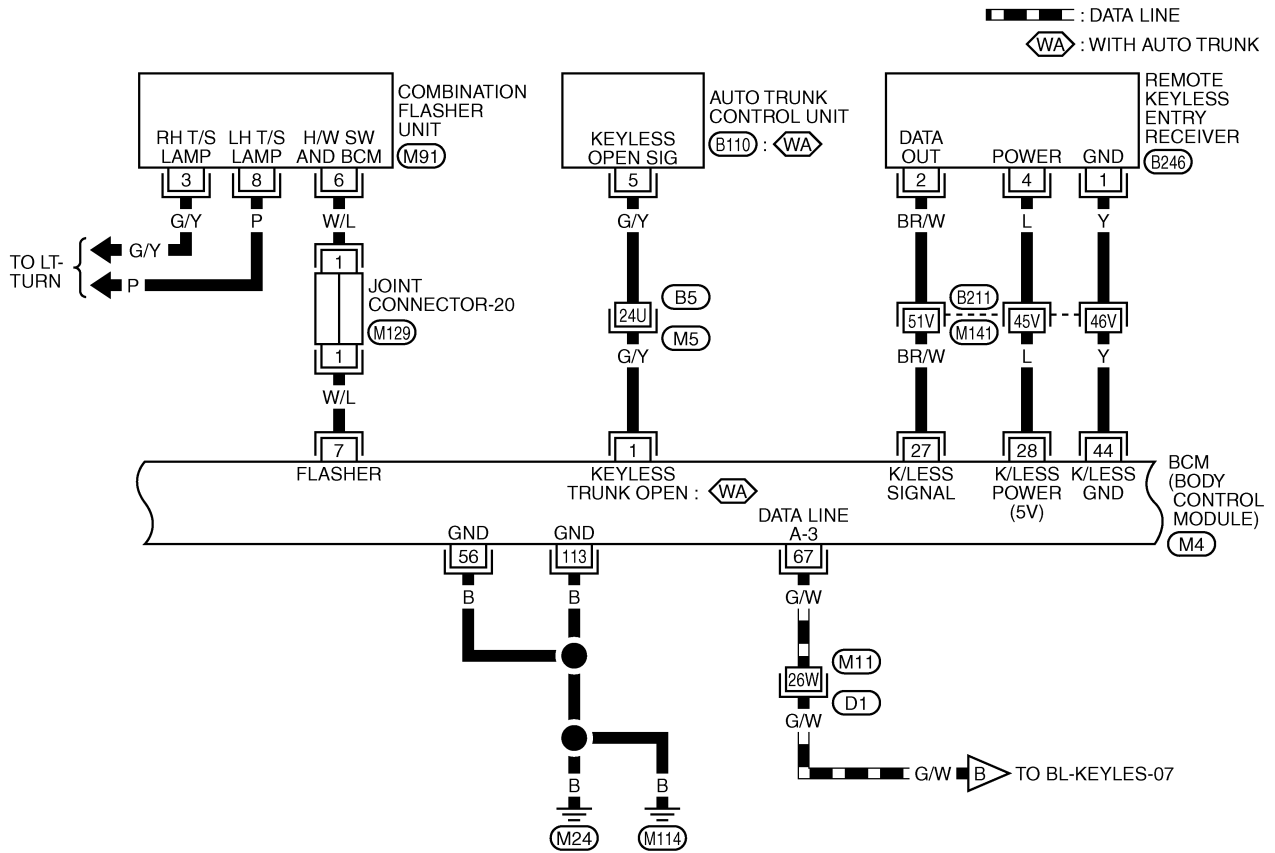 : DATA LINE
WA : WITH AUTO TRUNK
COMBINATION
FLASHER
UNIT
M91
RH T/S
LAMP
LH T/S
LAMP
H/W SW
AND BCM
3
8
6
AUTO TRUNK
CONTROL UNIT
B110 : WA
KEYLESS
OPEN SIG
5
REMOTE
KEYLESS
ENTRY
RECEIVER
B246
DATA
OUT
POWER
GND
2
4
1
G/Y
P
W/L
G/Y
BR/W
L
Y
TO LT-
TURN
G/Y
P
1
JOINT
CONNECTOR-20
M129
1
W/L
B5
24U
M5
G/Y
B211
51V
M141
45V
46V
BR/W
L
Y
7
1
27
28
44
FLASHER
KEYLESS
TRUNK OPEN : WA
K/LESS
SIGNAL
K/LESS
POWER
(5V)
K/LESS
GND
BCM
(BODY
CONTROL
MODULE)
M4
GND
GND
DATA LINE
A-3
56
113
67
B
B
G/W
M11
26W
D1
G/W
G/W
B
TO BL-KEYLES-07
B
B
M24
M114